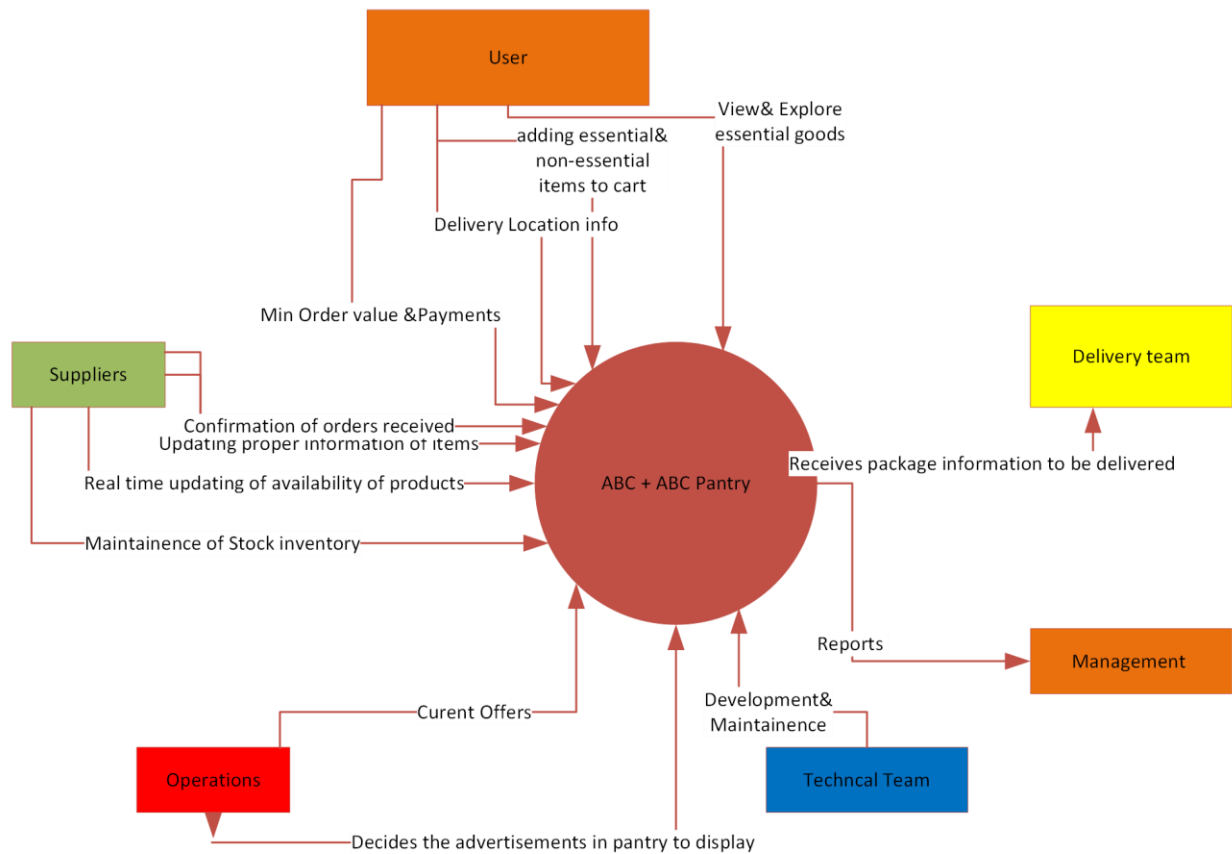 User
View& Explore
essential goods
adding essential&
non-essential
items to cart
Delivery Location info
Min Order value &Payments
Suppliers
Delivery team
Confirmation of orders received
Updating proper information of items
Receives package information to be delivered
Real time updating of availability of products
ABC + ABC Pantry
Maintainence of Stock inventory
Reports
Management
Development&
Maintainence
Curent Offers
Operations
Techncal Team
Decides the advertisements in pantry to display